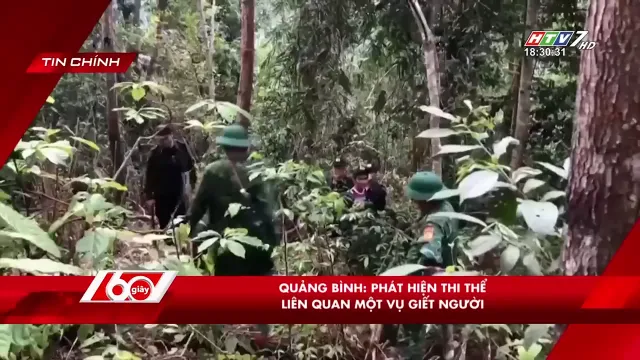 TIN CHÍNH
HTV7 HD
18:30:31
60 giây
QUẢNG BÌNH: PHÁT HIỆN THI THỂ
LIÊN QUAN MỘT VỤ GIẾT NGƯỜI